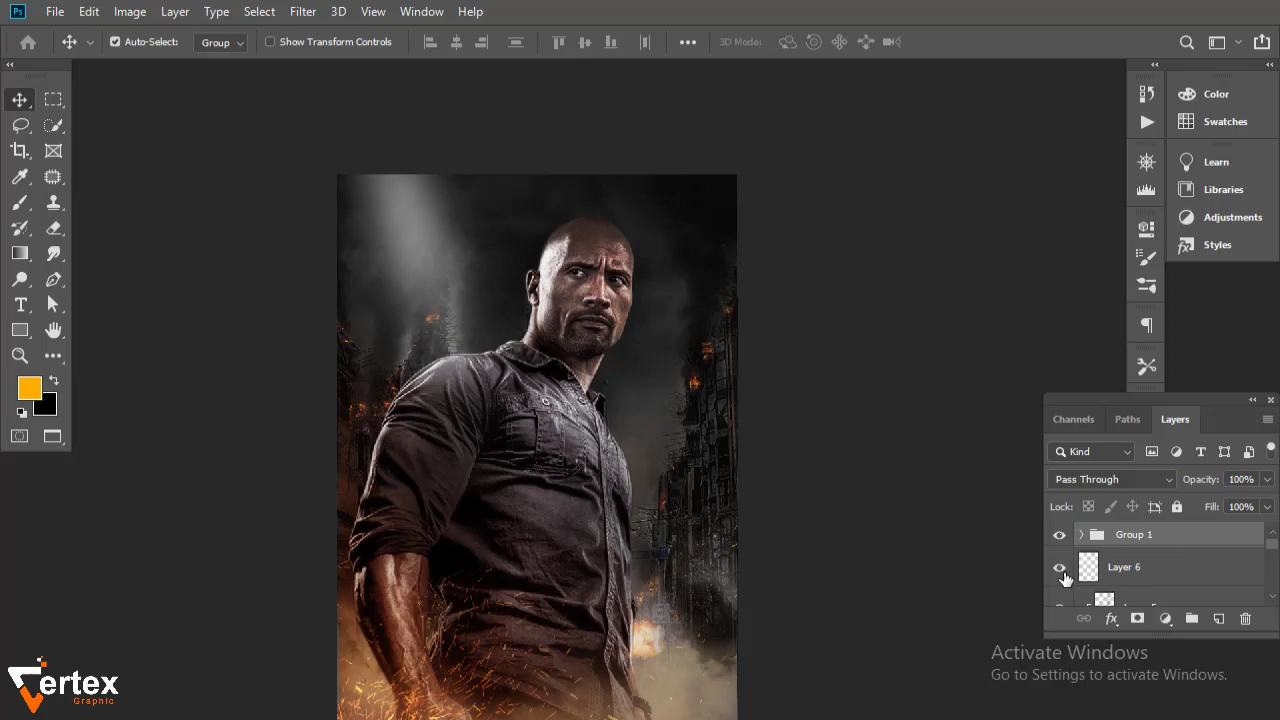 Ps File Edit Image Layer Type Select Filter 3D View Window Help
Auto-Select: Group Show Transform Controls 3D Mode:
Color
Swatches
Learn
Libraries
Adjustments
Styles
Channels Paths Layers
Kind
Pass Through Opacity: 100%
Lock: Fill: 100%
Group 1
Layer 6
Activate Windows
Go to Settings to activate Windows.
Vertex
Graphic